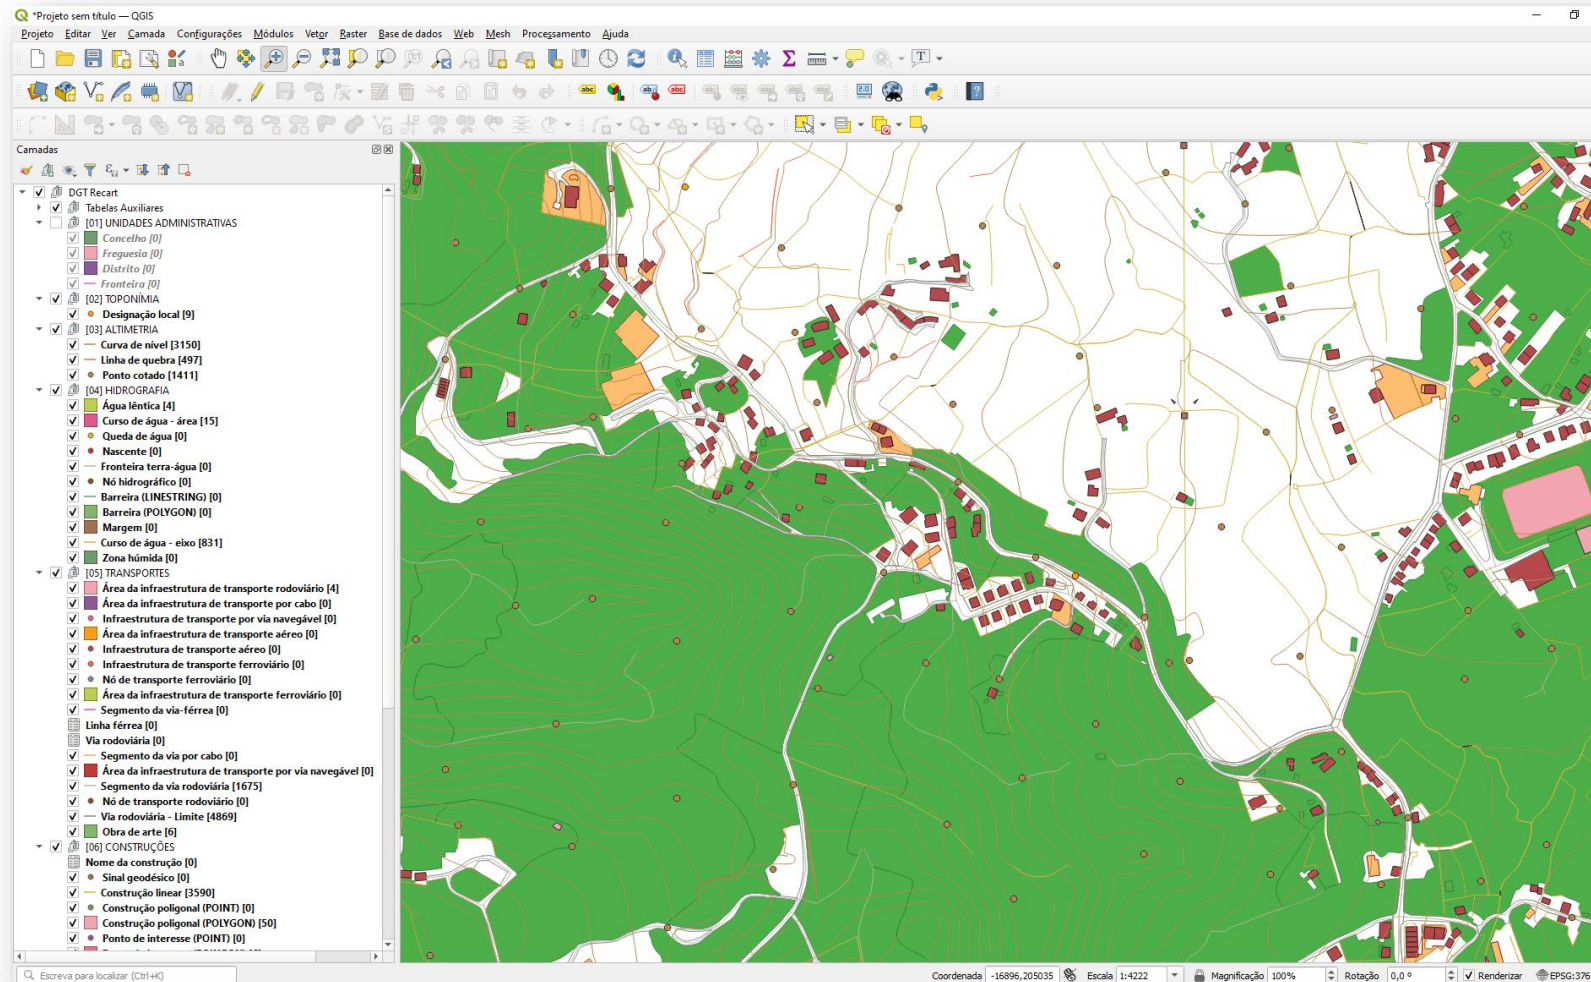 *Projeto sem título — QGIS
Projeto Editar Ver Camada Configurações Módulos Vetor Raster Base de dados Web Mesh Processamento Ajuda
Camadas
DGT Recart
Tabelas Auxiliares
[01] UNIDADES ADMINISTRATIVAS
Concelho [0]
Freguesia [0]
Distrito [0]
Fronteira [0]
[02] TOPONÍMIA
Designação local [9]
[03] ALTIMETRIA
Curva de nível [3150]
Linha de quebra [497]
Ponto cotado [1411]
[04] HIDROGRAFIA
Água lêntica [4]
Curso de água - área [15]
Queda de água [0]
Nascente [0]
Fronteira terra-água [0]
Nó hidrográfico [0]
Barreira (LINESTRING) [0]
Barreira (POLYGON) [0]
Margem [0]
Curso de água - eixo [831]
Zona húmida [0]
[05] TRANSPORTES
Área da infraestrutura de transporte rodoviário [4]
Área da infraestrutura de transporte por cabo [0]
Infraestrutura de transporte por via navegável [0]
Área da infraestrutura de transporte aéreo [0]
Infraestrutura de transporte aéreo [0]
Infraestrutura de transporte ferroviário [0]
Nó de transporte ferroviário [0]
Área da infraestrutura de transporte ferroviário [0]
Segmento da via-férrea [0]
Linha férrea [0]
Via rodoviária [0]
Segmento da via por cabo [0]
Área da infraestrutura de transporte por via navegável [0]
Segmento da via rodoviária [1675]
Nó de transporte rodoviário [0]
Via rodoviária - Limite [4869]
Obra de arte [6]
[06] CONSTRUÇÕES
Nome da construção [0]
Sinal geodésico [0]
Construção linear [3590]
Construção poligonal (POINT) [0]
Construção poligonal (POLYGON) [50]
Ponto de interesse (POINT) [0]
Escreva para localizar (Ctrl+K)
Coordenada -16896,205035 Escala 1:4222 Magnificação 100% Rotação 0,0 ° Renderizar EPSG:376